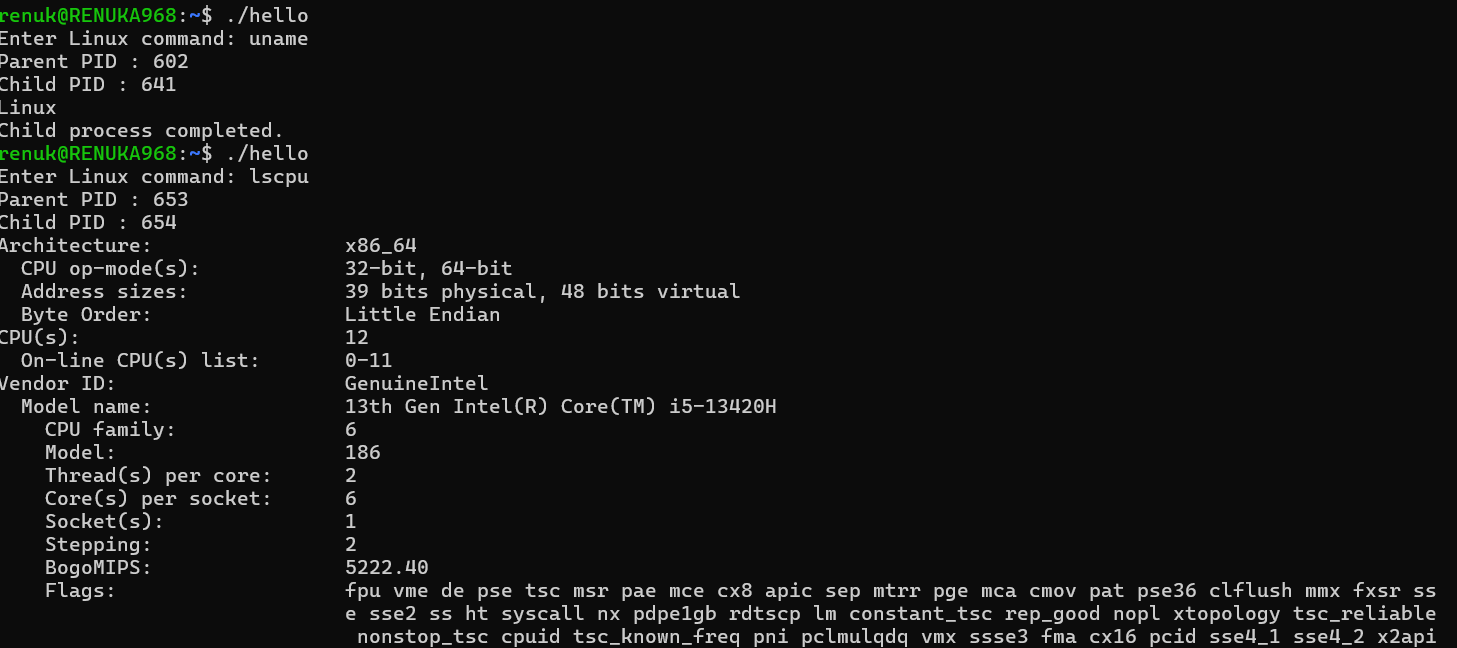 renuk@RENUKA968:~$ ./hello
Enter Linux command: uname
Parent PID : 602
Child PID : 641
Linux
Child process completed.
renuk@RENUKA968:~$ ./hello
Enter Linux command: lscpu
Parent PID : 653
Child PID : 654
Architecture: x86_64
CPU op-mode(s): 32-bit, 64-bit
Address sizes: 39 bits physical, 48 bits virtual
Byte Order: Little Endian
CPU(s): 12
On-line CPU(s) list: 0-11
Vendor ID: GenuineIntel
Model name: 13th Gen Intel(R) Core(TM) i5-13420H
CPU family: 6
Model: 186
Thread(s) per core: 2
Core(s) per socket: 6
Socket(s): 1
Stepping: 2
BogoMIPS: 5222.40
Flags: fpu vme de pse tsc msr pae mce cx8 apic sep mtrr pge mca cmov pat pse36 clflush mmx fxsr ss
e sse2 ss ht syscall nx pdpe1gb rdtscp lm constant_tsc rep_good nopl xtopology tsc_reliable
nonstop_tsc cpuid tsc_known_freq pni pclmulqdq vmx ssse3 fma cx16 pcid sse4_1 sse4_2 x2api